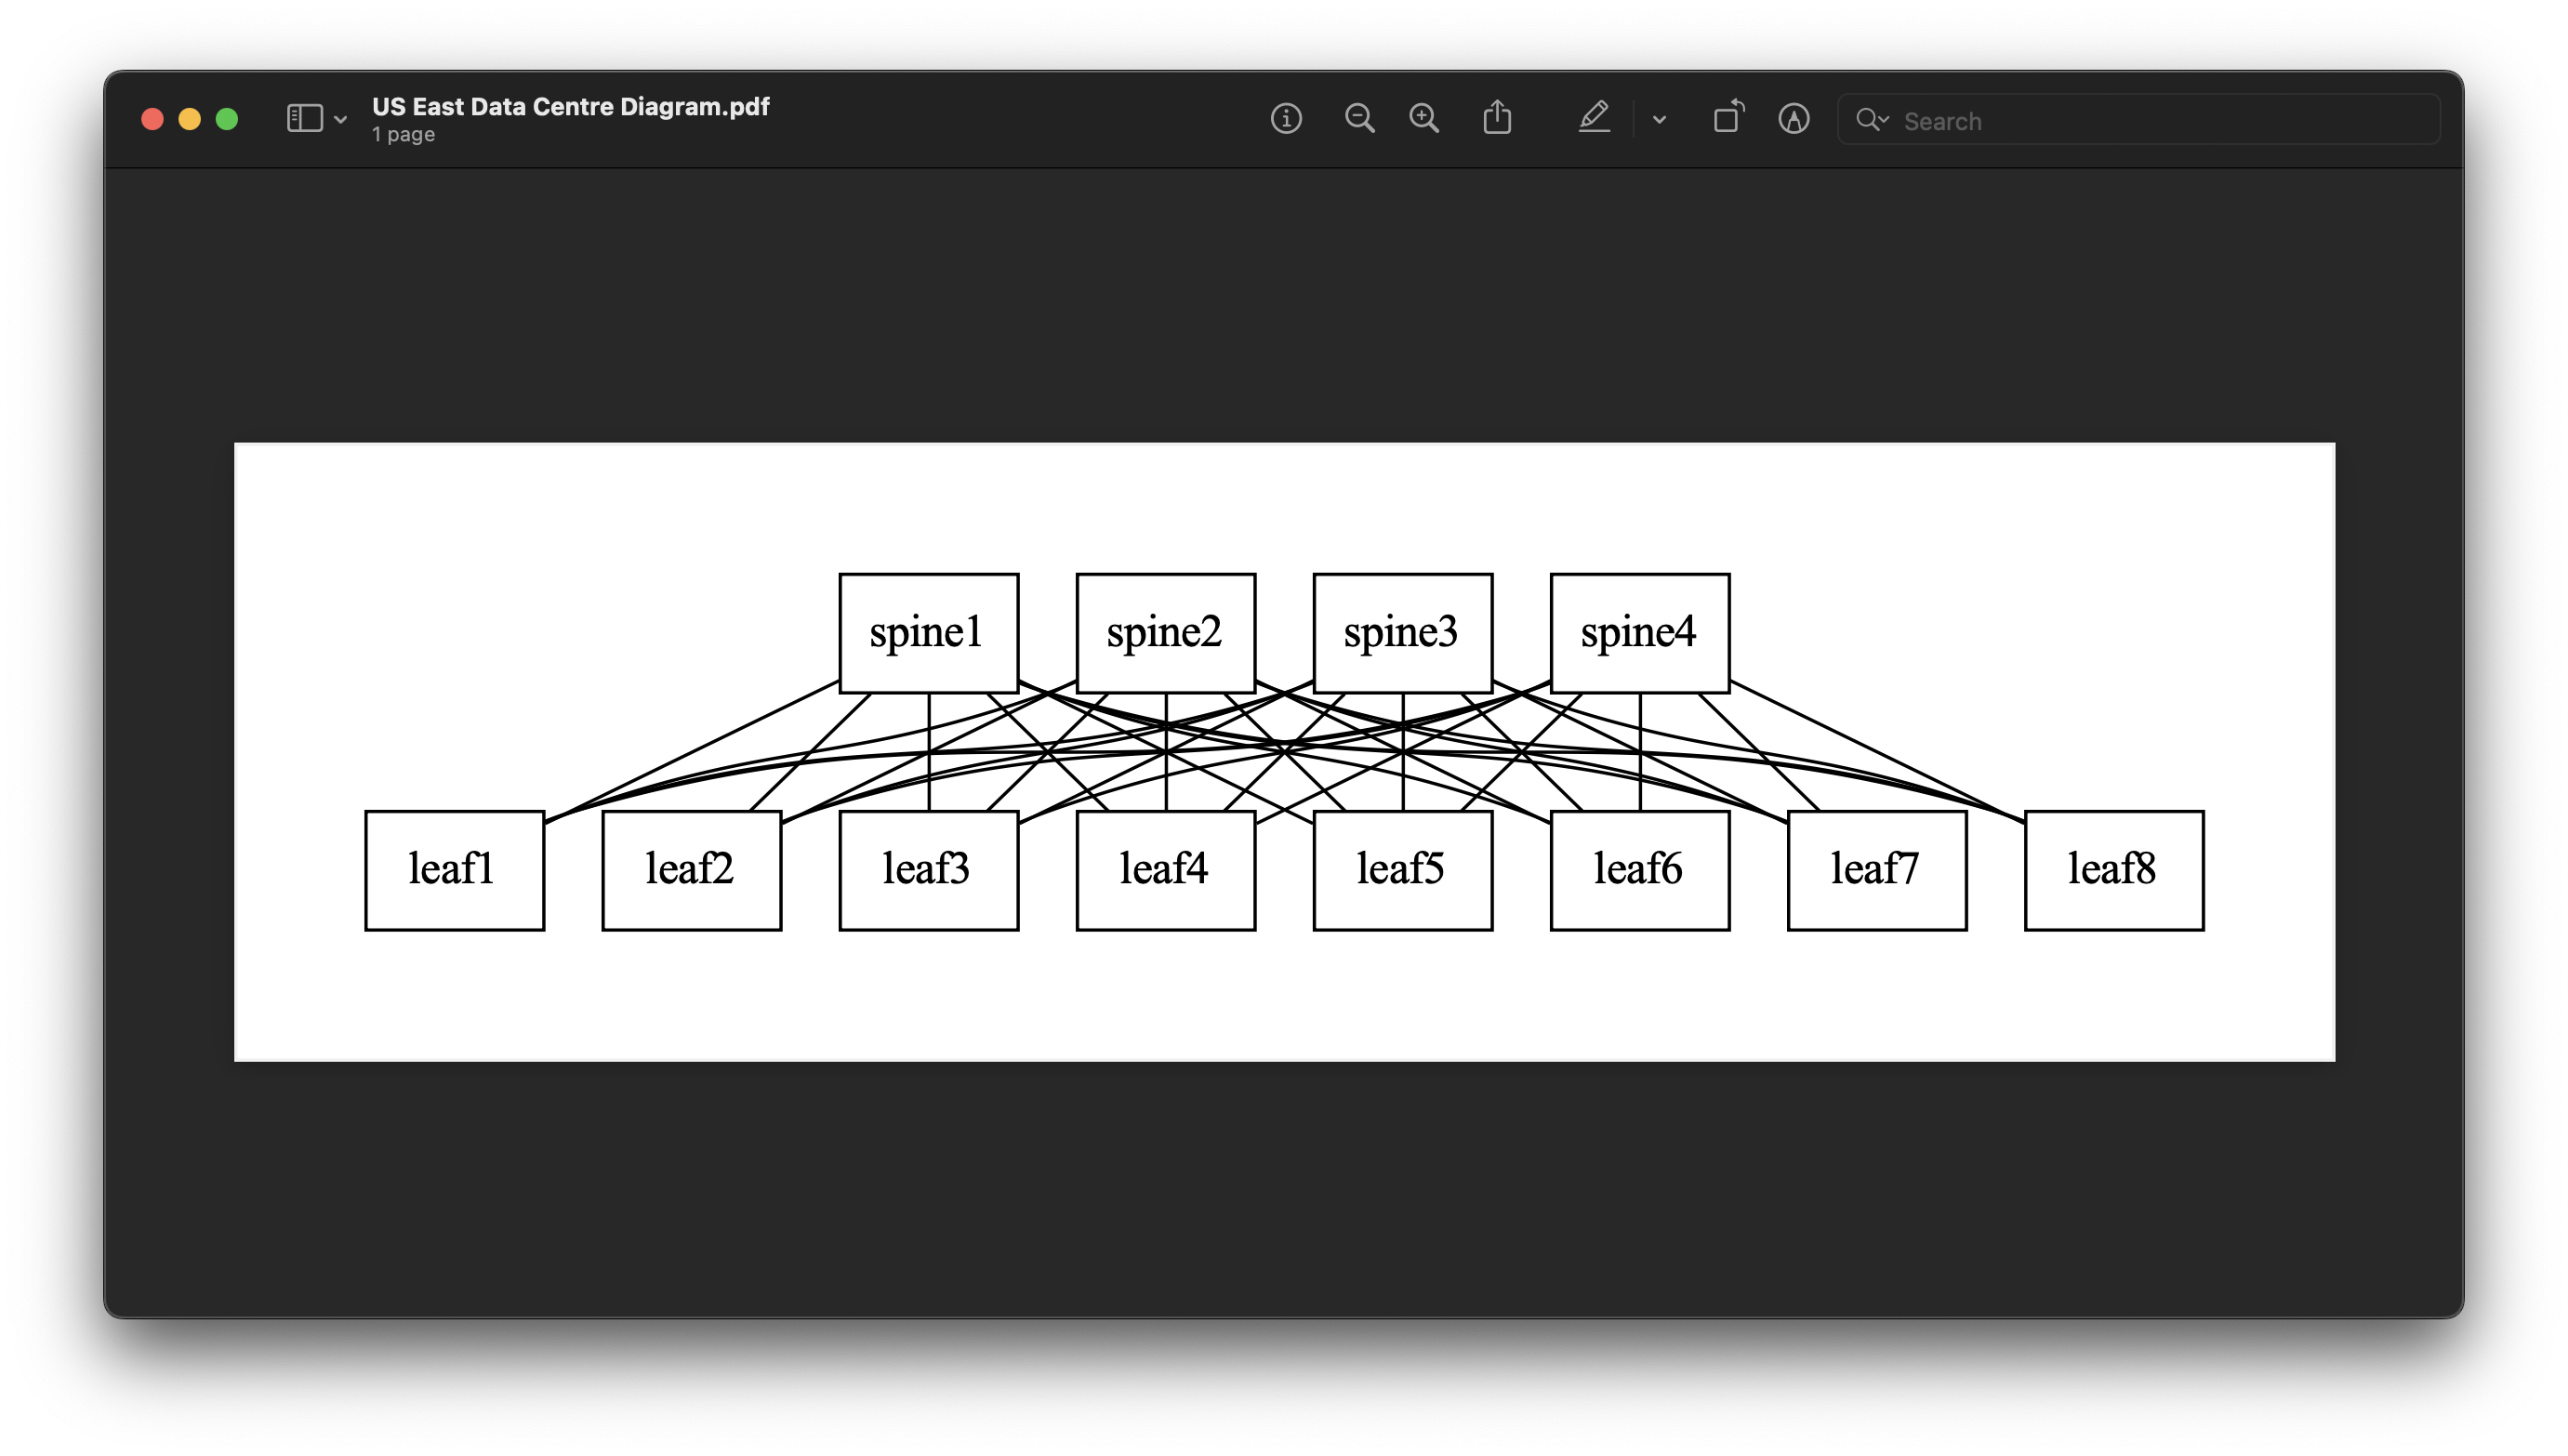 US East Data Centre Diagram.pdf
1 page
Search
spine1 spine2 spine3 spine4
leaf1 leaf2 leaf3 leaf4 leaf5 leaf6 leaf7 leaf8